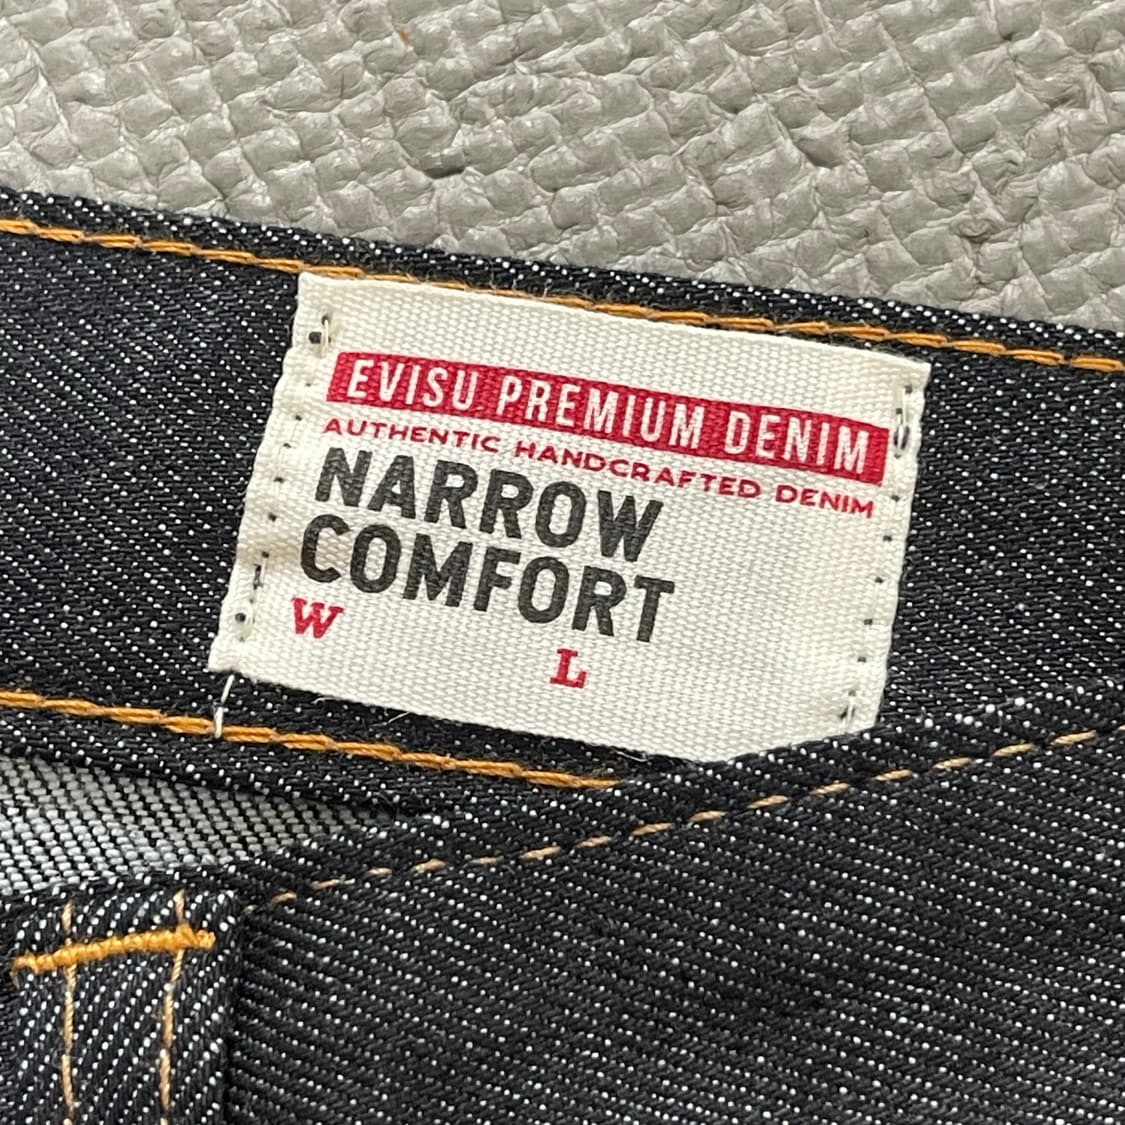 EVISU PREMIUM DENIM
AUTHENTIC HANDCRAFTED DENIM
NARROW
COMFORT
W L